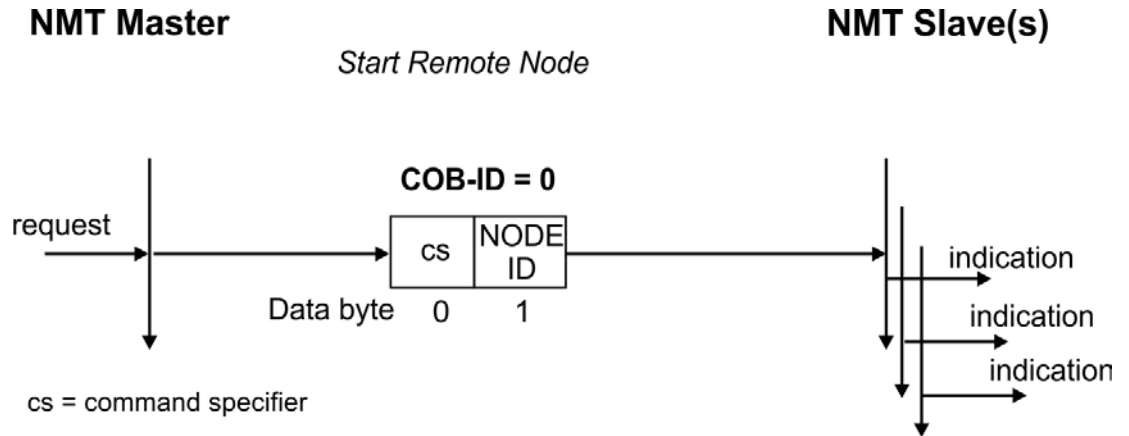 NMT Master
NMT Slave(s)
Start Remote Node
COB-ID = 0
request
cs
NODE
ID
indication
Data byte 0 1
indication
indication
cs = command specifier